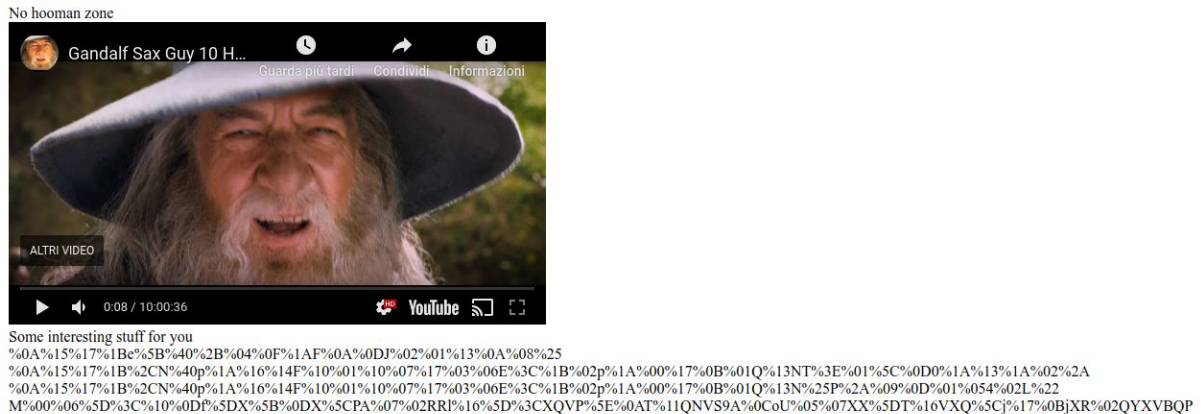 No hooman zone
Gandalf Sax Guy 10 H...
Guarda più tardi
Condividi
Informazioni
ALTRI VIDEO
0:08 / 10:00:36
HD
YouTube
Some interesting stuff for you
%0A%15%17%1Be%5B%40%2B%04%0F%1AF%0A%0DJ%02%01%13%0A%08%25
%0A%15%17%1B%2CN%40p%1A%16%14F%10%01%10%07%17%03%06E%3C%1B%02p%1A%00%17%0B%01Q%13NT%3E%01%5C%0D0%1A%13%1A%02%2A
%0A%15%17%1B%2CN%40p%1A%16%14F%10%01%10%07%17%03%06E%3C%1B%02p%1A%00%17%0B%01Q%13N%25P%2A%09%0D%01%054%02L%22
M%00%06%5D%3C%10%0Df%5DX%5B%0DX%5CPA%07%02RRl%16%5D%3CXQVP%5E%0AT%11QNVS9A%0CoU%05%07XX%5DT%16VXQ%5Cj%17%0BjXR%02QYXVBQP